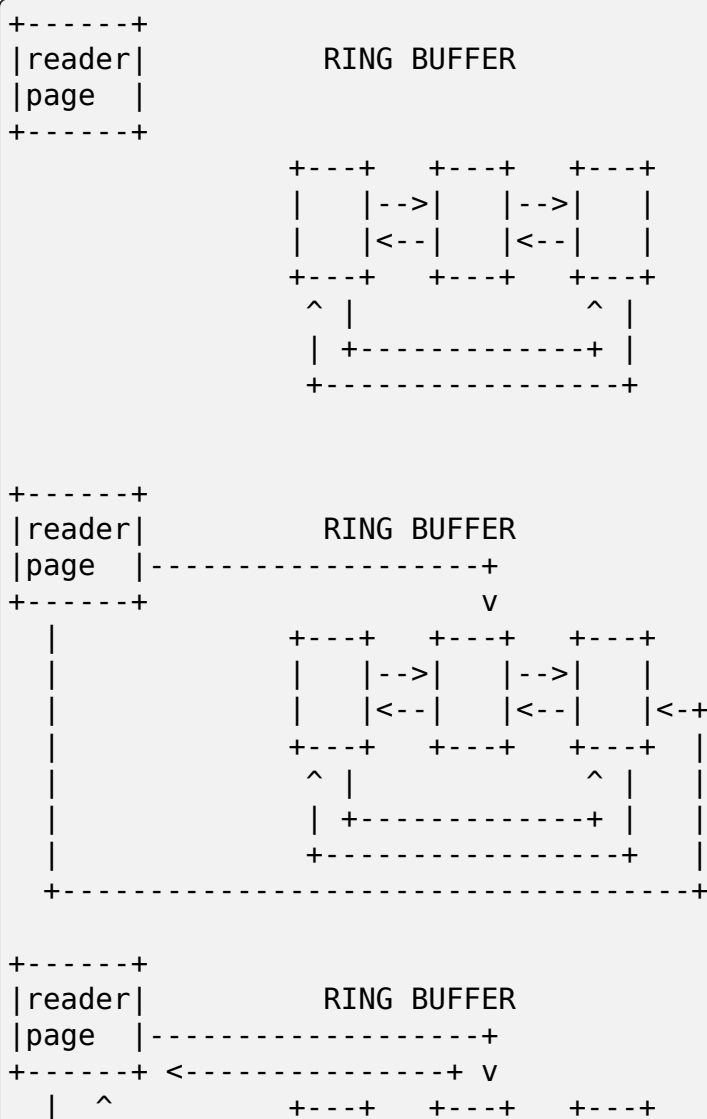 +------+
|reader|          RING BUFFER
|page  |
+------+
                +---+   +---+   +---+
                |   |-->|   |-->|   |
                |   |<--|   |<--|   |
                +---+   +---+   +---+
                 ^ |             ^ |
                 | +-------------+ |
                 +-----------------+


+------+
|reader|          RING BUFFER
|page  |-------------------+
+------+                   v
  |             +---+   +---+   +---+
  |             |   |-->|   |-->|   |
  |             |   |<--|   |<--|   |<-+
  |             +---+   +---+   +---+  |
  |              ^ |             ^ |   |
  |              | +-------------+ |   |
  |              +-----------------+   |
  +------------------------------------+

+------+
|reader|          RING BUFFER
|page  |-------------------+
+------+ <---------------+ v
  |  ^          +---+   +---+   +---+